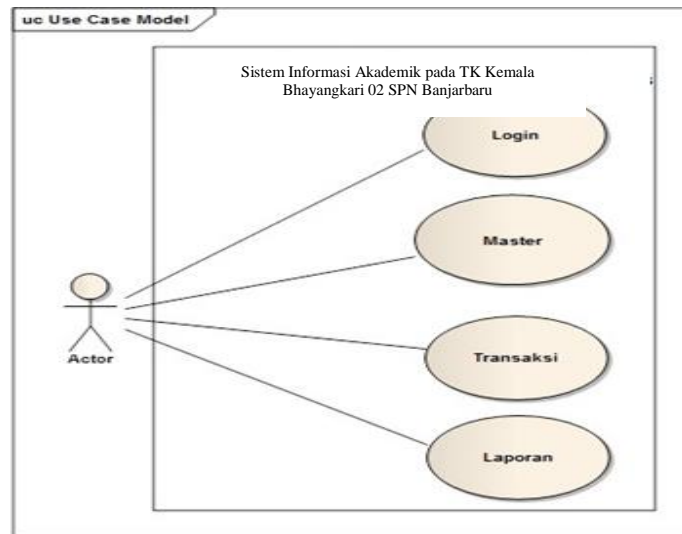 uc Use Case Model
Sistem Informasi Akademik pada TK Kemala
Bhayangkari 02 SPN Banjarbaru
Login
Master
Actor
Transaksi
Laporan